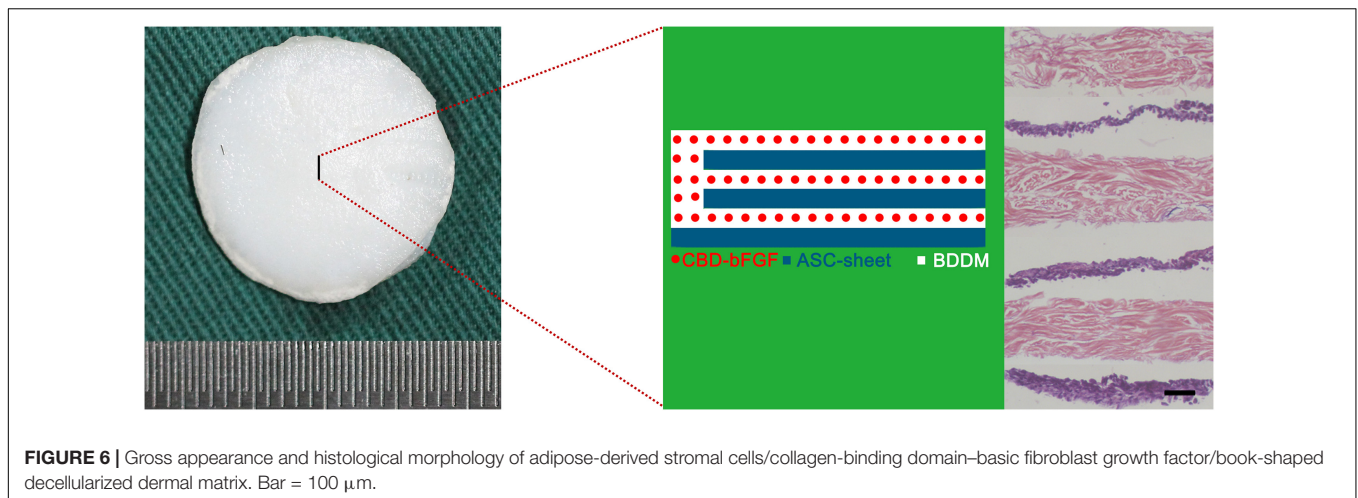 CBD-bFGF ASC-sheet BDDM
FIGURE 6 | Gross appearance and histological morphology of adipose-derived stromal cells/collagen-binding domain–basic fibroblast growth factor/book-shaped
decellularized dermal matrix. Bar = 100 μm.